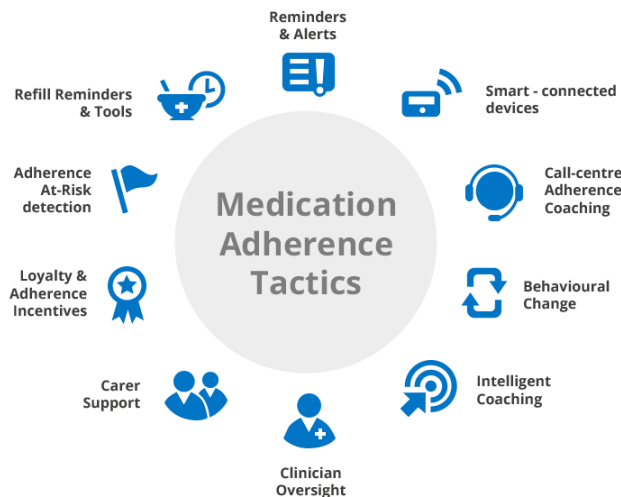 Reminders
& Alerts
Smart - connected
devices
Call-centre
Adherence
Coaching
Behavioural
Change
Intelligent
Coaching
Clinician
Oversight
Carer
Support
Loyalty &
Adherence
Incentives
Adherence
At-Risk
detection
Refill Reminders
& Tools
Medication
Adherence
Tactics